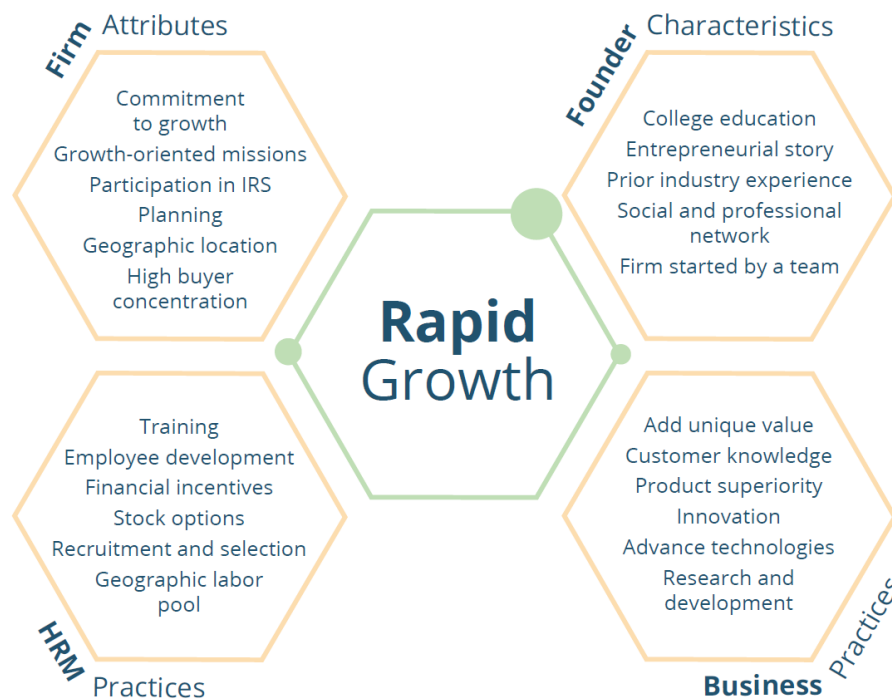 Firm Attributes
Commitment
to growth
Growth-oriented missions
Participation in IRS
Planning
Geographic location
High buyer
concentration
Founder Characteristics
College education
Entrepreneurial story
Prior industry experience
Social and professional
network
Firm started by a team
Rapid
Growth
Training
Employee development
Financial incentives
Stock options
Recruitment and selection
Geographic labor
pool
HRM Practices
Add unique value
Customer knowledge
Product superiority
Innovation
Advance technologies
Research and
development
Business Practices